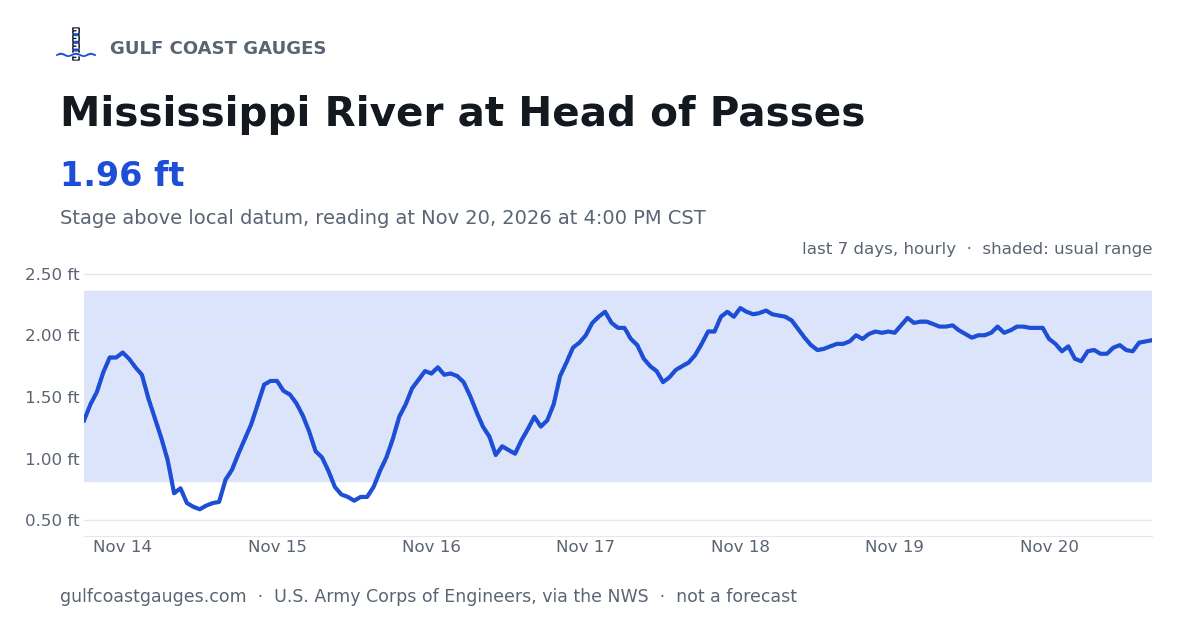 GULF COAST GAUGES
Mississippi River at Head of Passes
1.96 ft
Stage above local datum, reading at Nov 20, 2026 at 4:00 PM CST
last 7 days, hourly · shaded: usual range
2.50 ft
2.00 ft
1.50 ft
1.00 ft
0.50 ft
Nov 14 Nov 15 Nov 16 Nov 17 Nov 18 Nov 19 Nov 20
gulfcoastgauges.com · U.S. Army Corps of Engineers, via the NWS · not a forecast